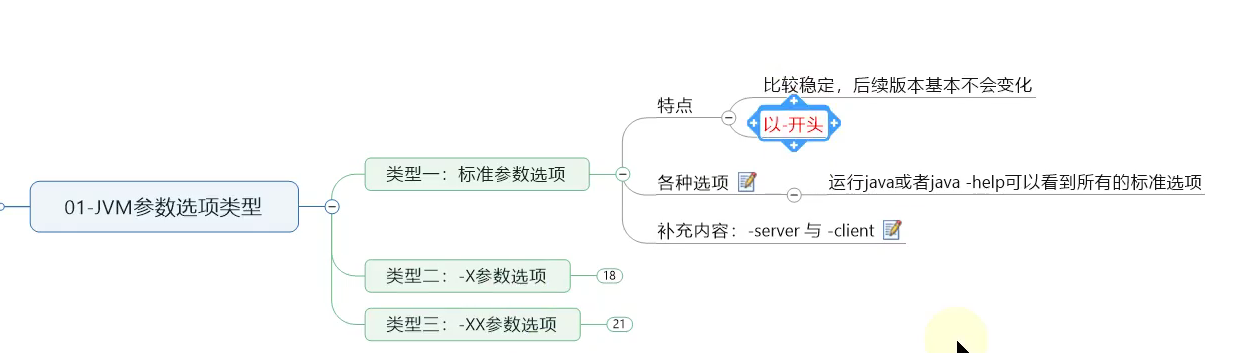 01-JVM参数选项类型
类型一：标准参数选项
特点
比较稳定，后续版本基本不会变化
以-开头
各种选项
运行java或者java -help可以看到所有的标准选项
补充内容：-server 与 -client
类型二：-X参数选项
18
类型三：-XX参数选项
21